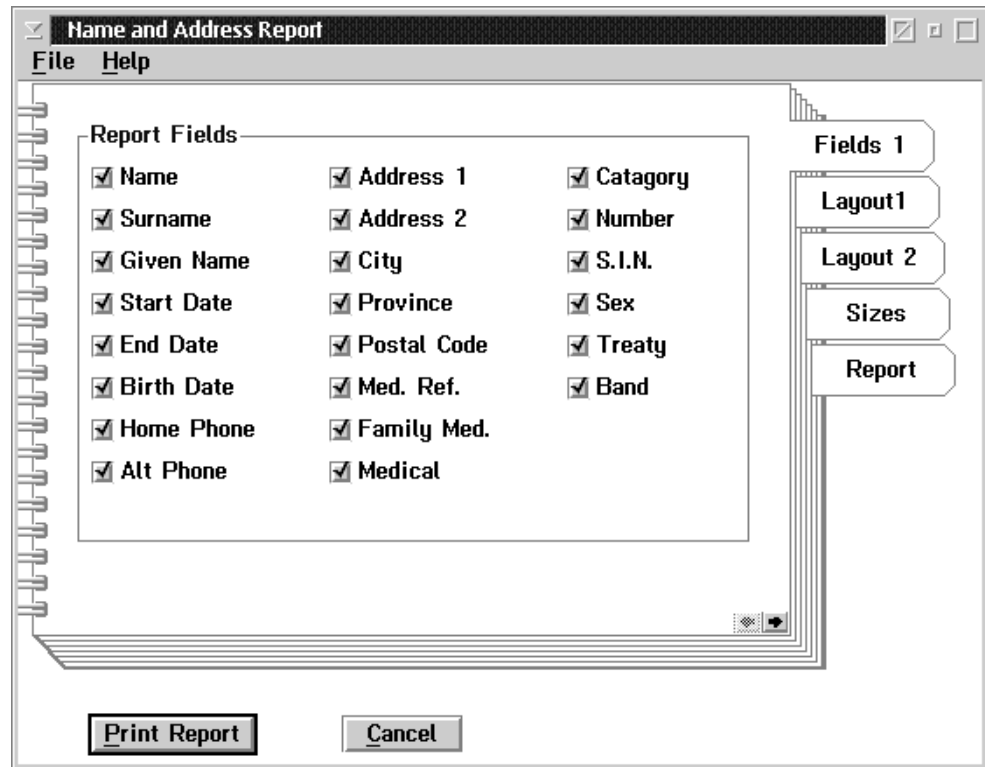 Name and Address Report
File Help
Report Fields
Name
Surname
Given Name
Start Date
End Date
Birth Date
Home Phone
Alt Phone
Address 1
Address 2
City
Province
Postal Code
Med. Ref.
Family Med.
Medical
Catagory
Number
S.I.N.
Sex
Treaty
Band
Fields 1
Layout1
Layout 2
Sizes
Report
Print Report
Cancel